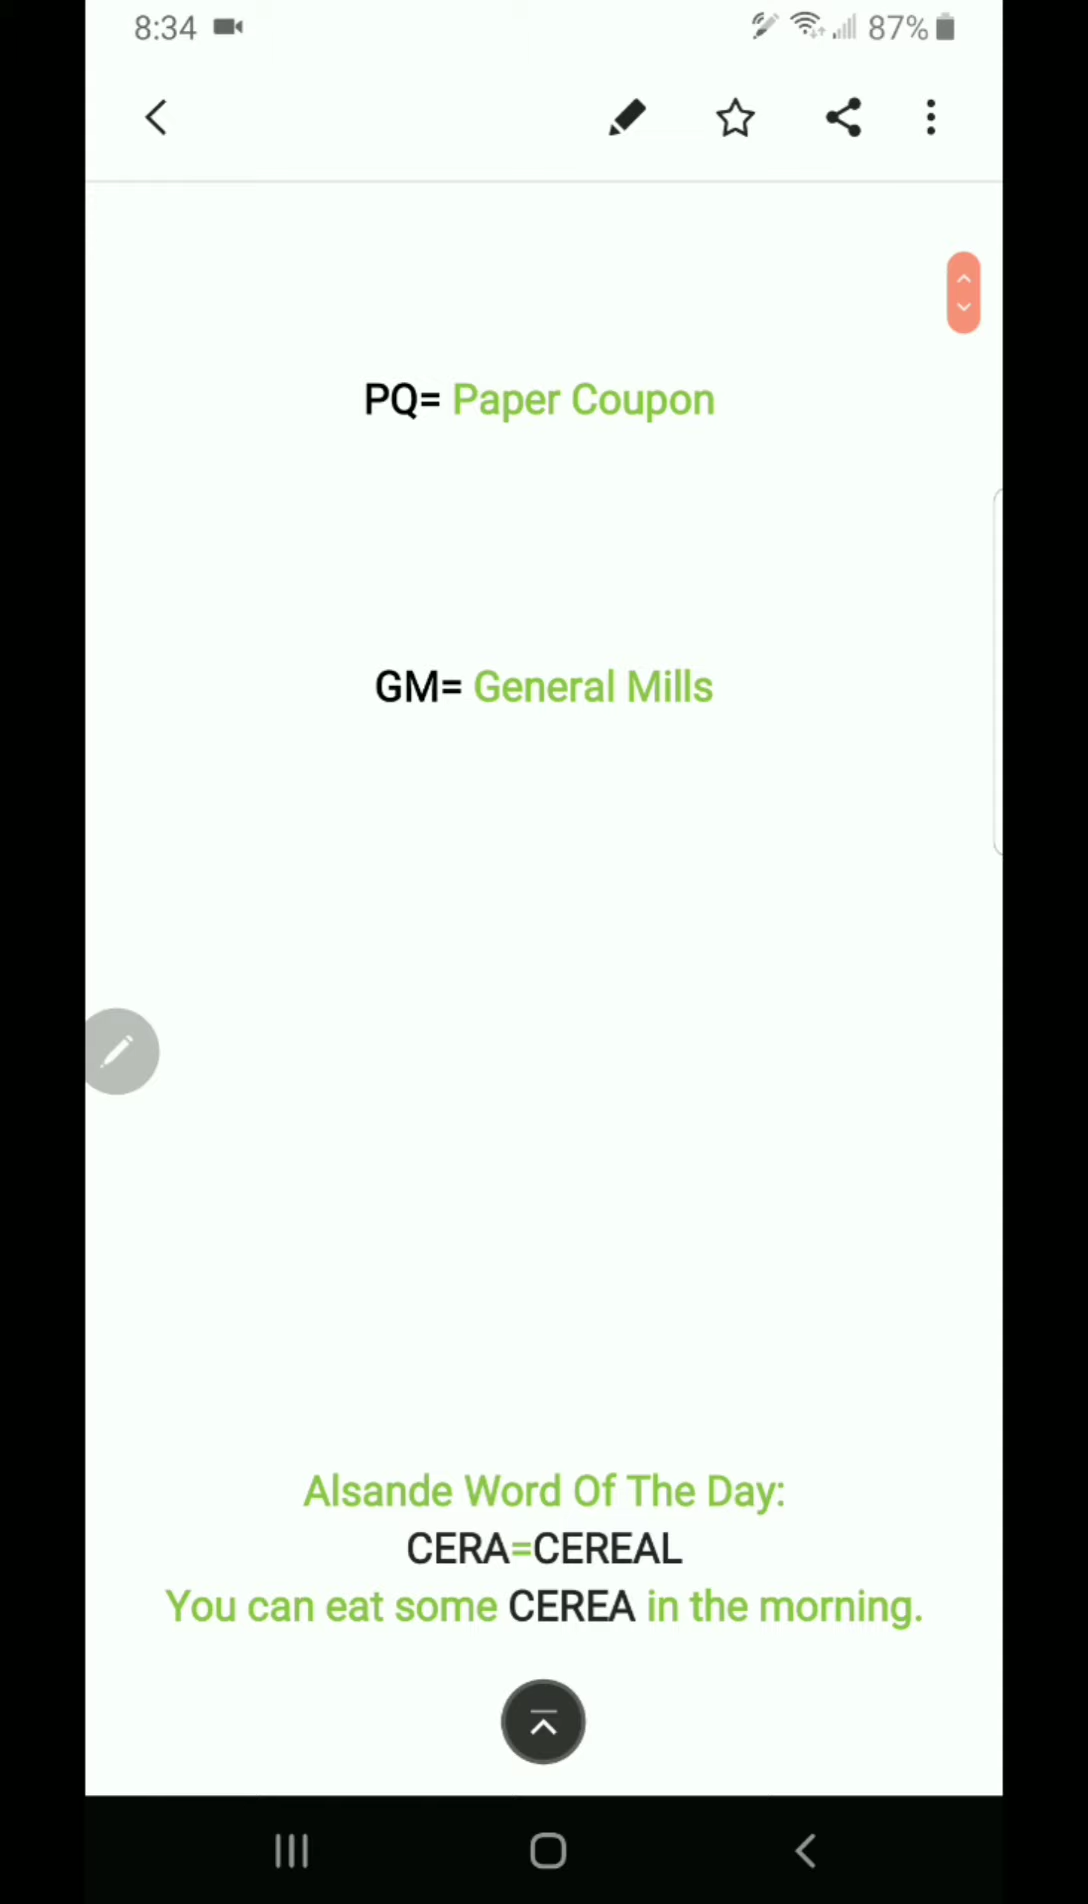 8:34 87%
PQ= Paper Coupon
GM= General Mills
Alsande Word Of The Day:
CERA=CEREAL
You can eat some CEREA in the morning.